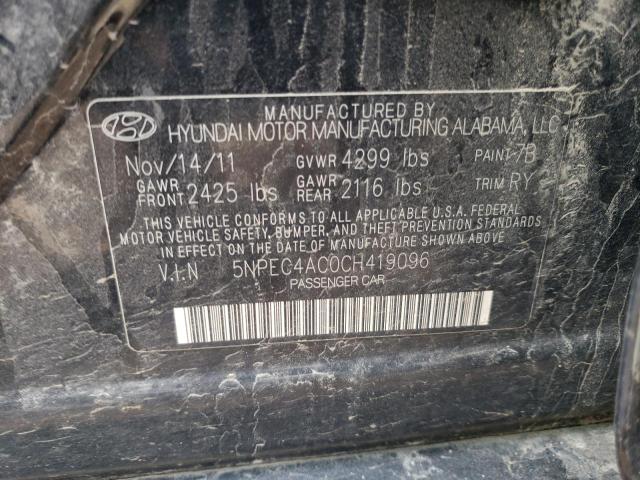 MANUFACTURED BY
HYUNDAI MOTOR MANUFACTURING ALABAMA, LLC
Nov/14/11 GVWR 4299 lbs PAINT-7B
GAWR FRONT 2425 lbs GAWR REAR 2116 lbs TRIM RY
THIS VEHICLE CONFORMS TO ALL APPLICABLE U.S.A. FEDERAL
MOTOR VEHICLE SAFETY, BUMPER, AND THEFT PREVENTION STANDARDS
IN EFFECT ON THE DATE OF MANUFACTURE SHOWN ABOVE.
V.I.N 5NPEC4AC0CH419096
PASSENGER CAR